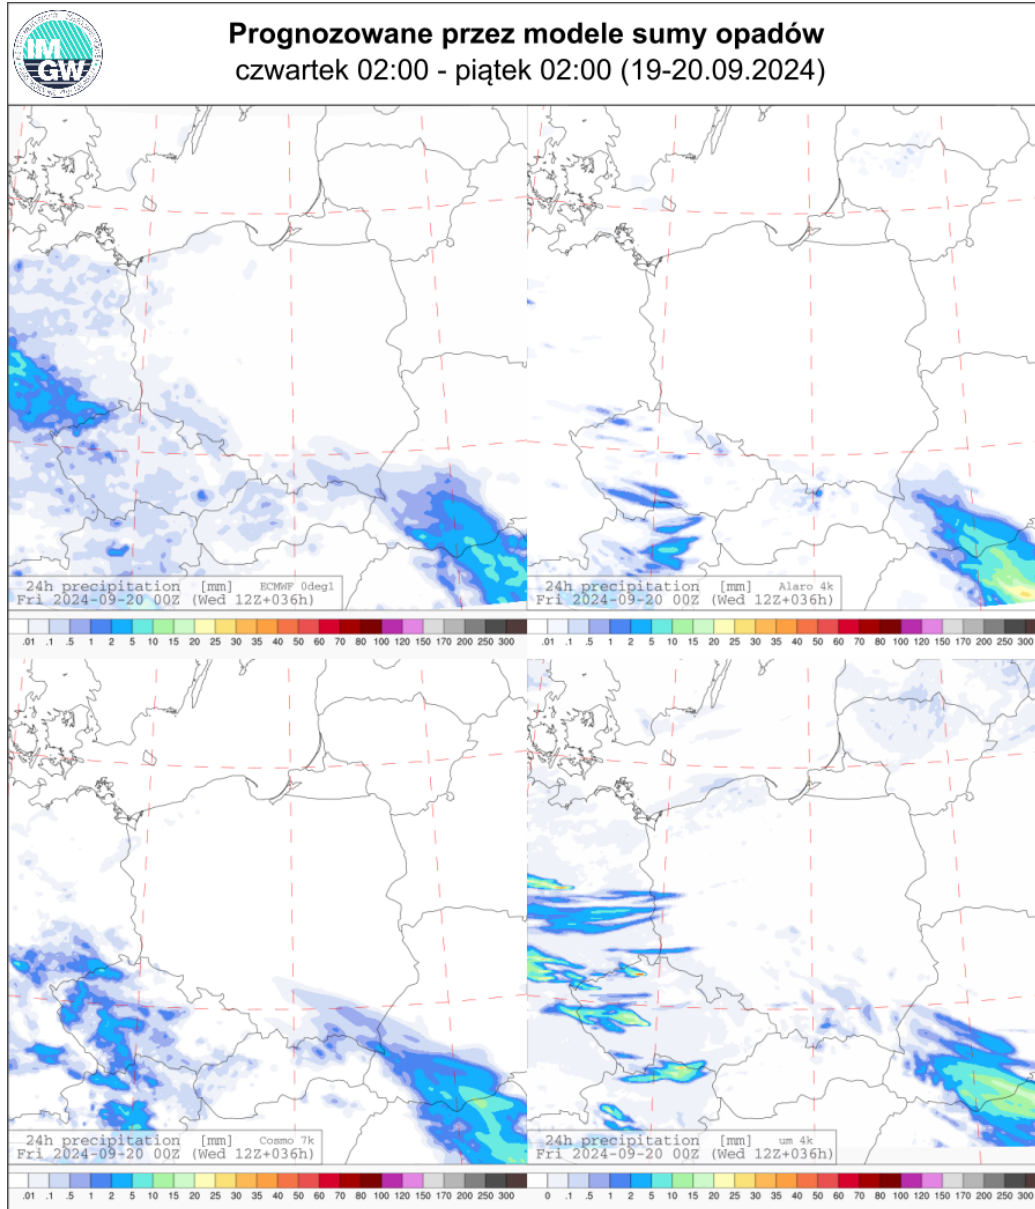 IM
GW
Prognozowane przez modele sumy opadów
czwartek 02:00 - piątek 02:00 (19-20.09.2024)
24h precipitation [mm] ECMWF 0deg1
Fri 2024-09-20 00Z (Wed 12Z+036h)
24h precipitation [mm] Alaro 4k
Fri 2024-09-20 00Z (Wed 12Z+036h)
.01 .1 .5 1 2 5 10 15 20 25 30 35 40 50 60 70 80 100 120 150 170 200 250 300
.01 .1 .5 1 2 5 10 15 20 25 30 35 40 50 60 70 80 100 120 150 170 200 250 300
24h precipitation [mm] Cosmo 7k
Fri 2024-09-20 00Z (Wed 12Z+036h)
24h precipitation [mm] um 4k
Fri 2024-09-20 00Z (Wed 12Z+036h)
.01 .1 .5 1 2 5 10 15 20 25 30 35 40 50 60 70 80 100 120 150 170 200 250 300
0 .1 .5 1 2 5 10 15 20 25 30 35 40 50 60 70 80 100 120 150 170 200 250 300